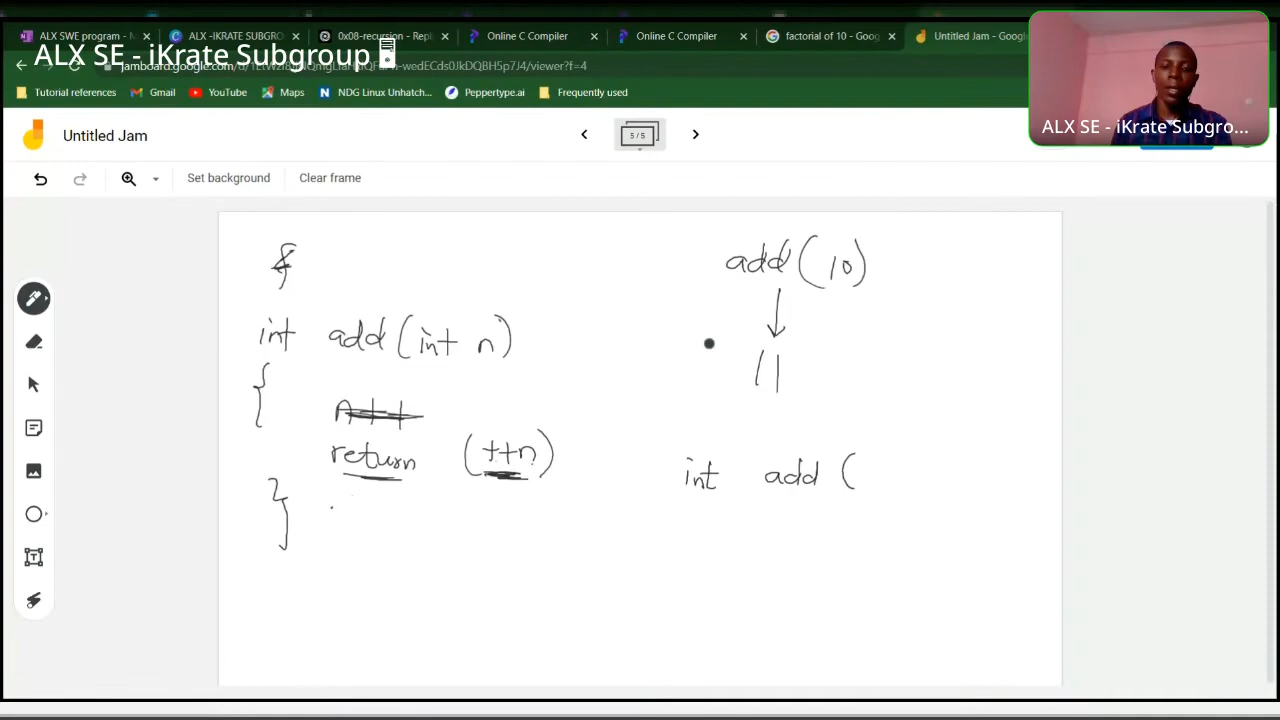 ALX SWE program - M
ALX -iKRATE SUBGRO
0x08-recursion - Repl
Online C Compiler
Online C Compiler
factorial of 10 - Goog
Untitled Jam - Googl
ALX SE - iKrate Subgroup
Tutorial references
Gmail
YouTube
Maps
NDG Linux Unhatch...
Peppertype.ai
Frequently used
ALX SE - iKrate Subgro...
Untitled Jam
5 / 5
Set background
Clear frame
add (10)
int add (int n)
11
{
n++
return (++n)
int add (
}